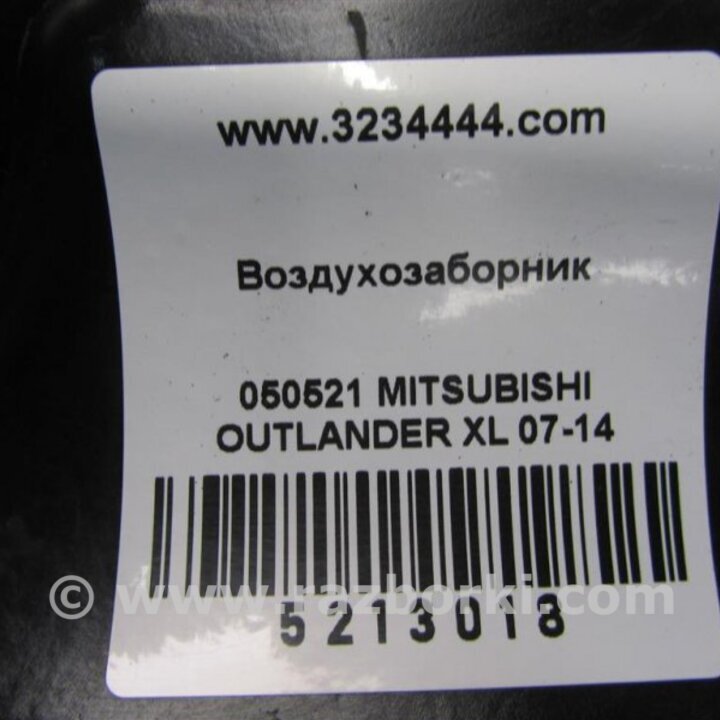 www.3234444.com
Воздухозаборник
050521 MITSUBISHI
OUTLANDER XL 07-14
© www.razborki.com
5213018